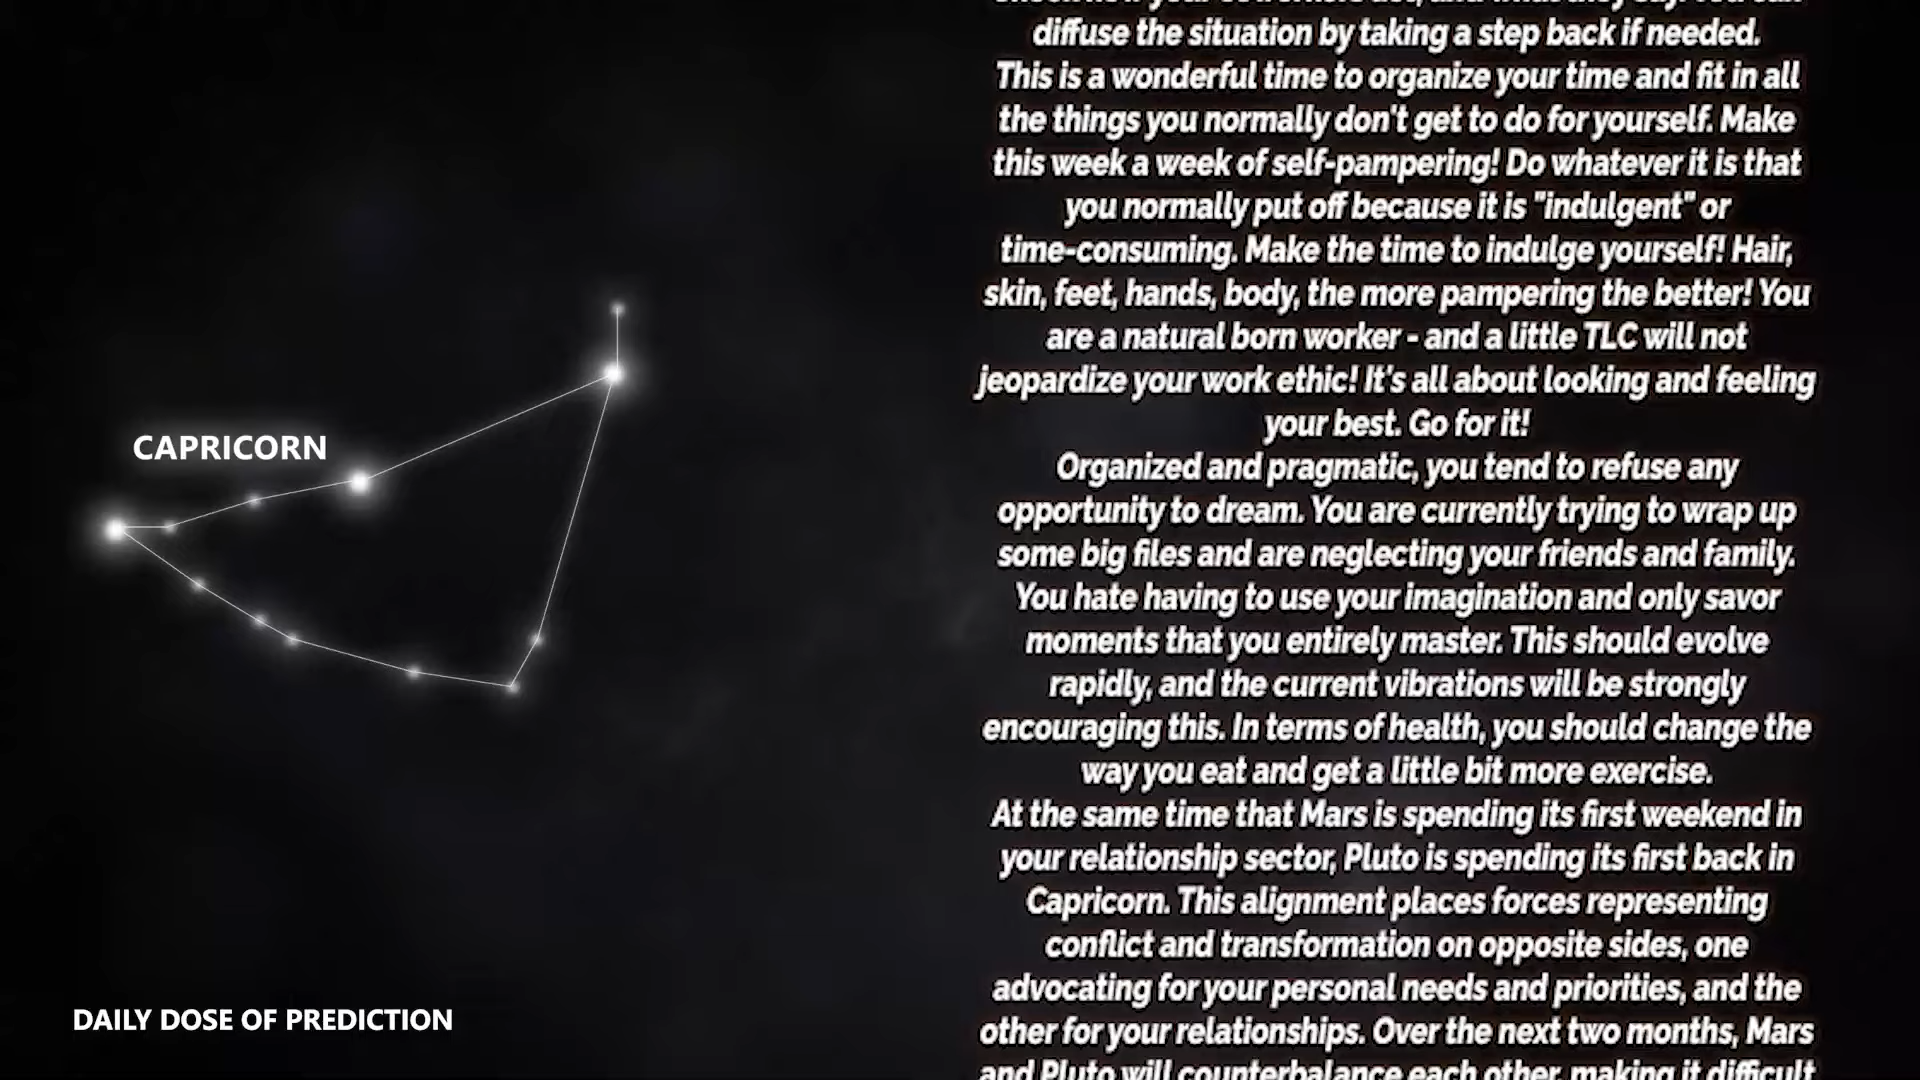 CAPRICORN
DAILY DOSE OF PREDICTION
diffuse the situation by taking a step back if needed.
This is a wonderful time to organize your time and fit in all
the things you normally don't get to do for yourself. Make
this week a week of self-pampering! Do whatever it is that
you normally put off because it is "indulgent" or
time-consuming. Make the time to indulge yourself! Hair,
skin, feet, hands, body, the more pampering the better! You
are a natural born worker - and a little TLC will not
jeopardize your work ethic! It's all about looking and feeling
your best. Go for it!
Organized and pragmatic, you tend to refuse any
opportunity to dream. You are currently trying to wrap up
some big files and are neglecting your friends and family.
You hate having to use your imagination and only savor
moments that you entirely master. This should evolve
rapidly, and the current vibrations will be strongly
encouraging this. In terms of health, you should change the
way you eat and get a little bit more exercise.
At the same time that Mars is spending its first weekend in
your relationship sector, Pluto is spending its first back in
Capricorn. This alignment places forces representing
conflict and transformation on opposite sides, one
advocating for your personal needs and priorities, and the
other for your relationships. Over the next two months, Mars
and Pluto will counterbalance each other, making it difficult